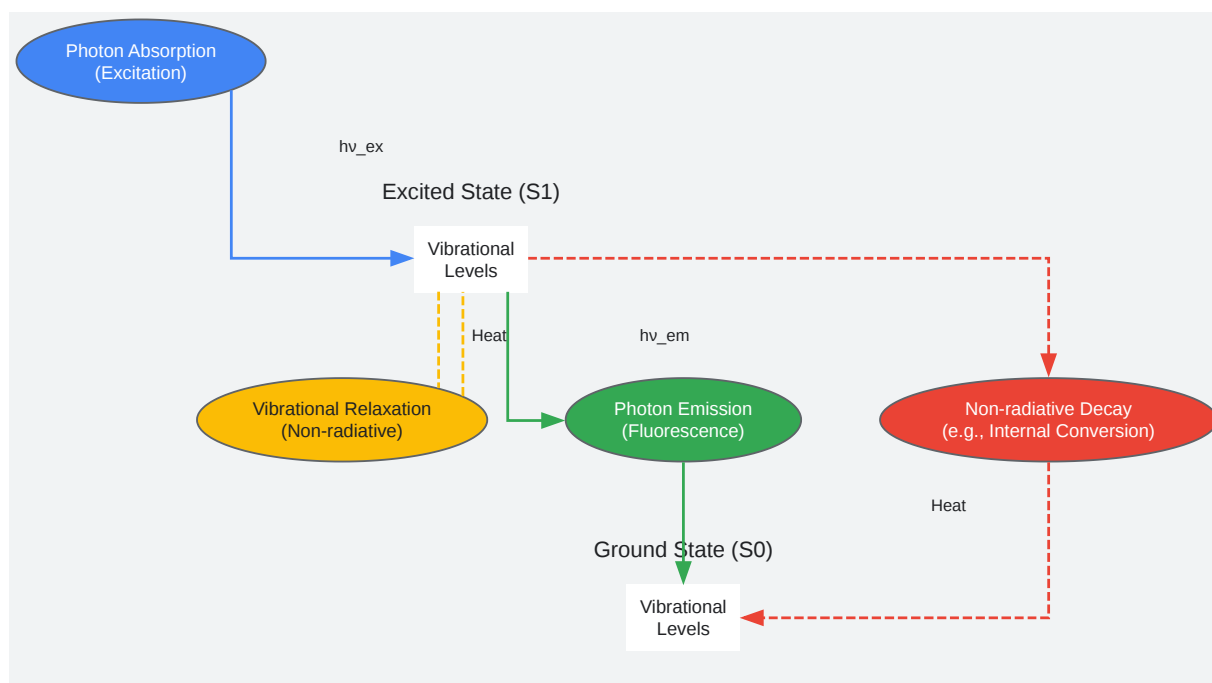 Photon Absorption
(Excitation)
hν_ex
Excited State (S1)
Vibrational
Levels
Heat
hν_em
Vibrational Relaxation
(Non-radiative)
Photon Emission
(Fluorescence)
Non-radiative Decay
(e.g., Internal Conversion)
Heat
Ground State (S0)
Vibrational
Levels